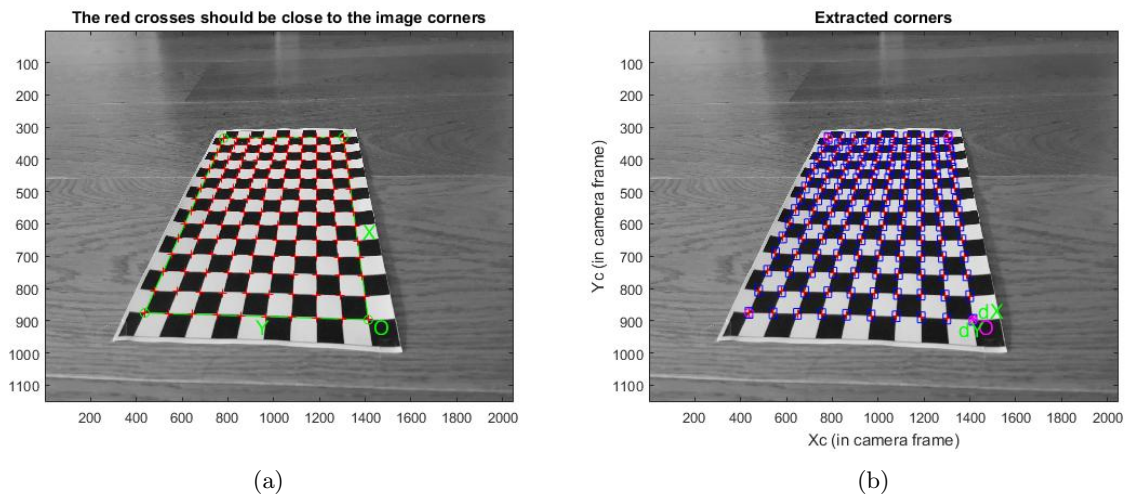 The red crosses should be close to the image corners
100
200
300
400
500
600
700
800
900
1000
1100
X
Y
O
200 400 600 800 1000 1200 1400 1600 1800 2000
(a)
Extracted corners
Yc (in camera frame)
100
200
300
400
500
600
700
800
900
1000
1100
dX
dY
O
200 400 600 800 1000 1200 1400 1600 1800 2000
Xc (in camera frame)
(b)